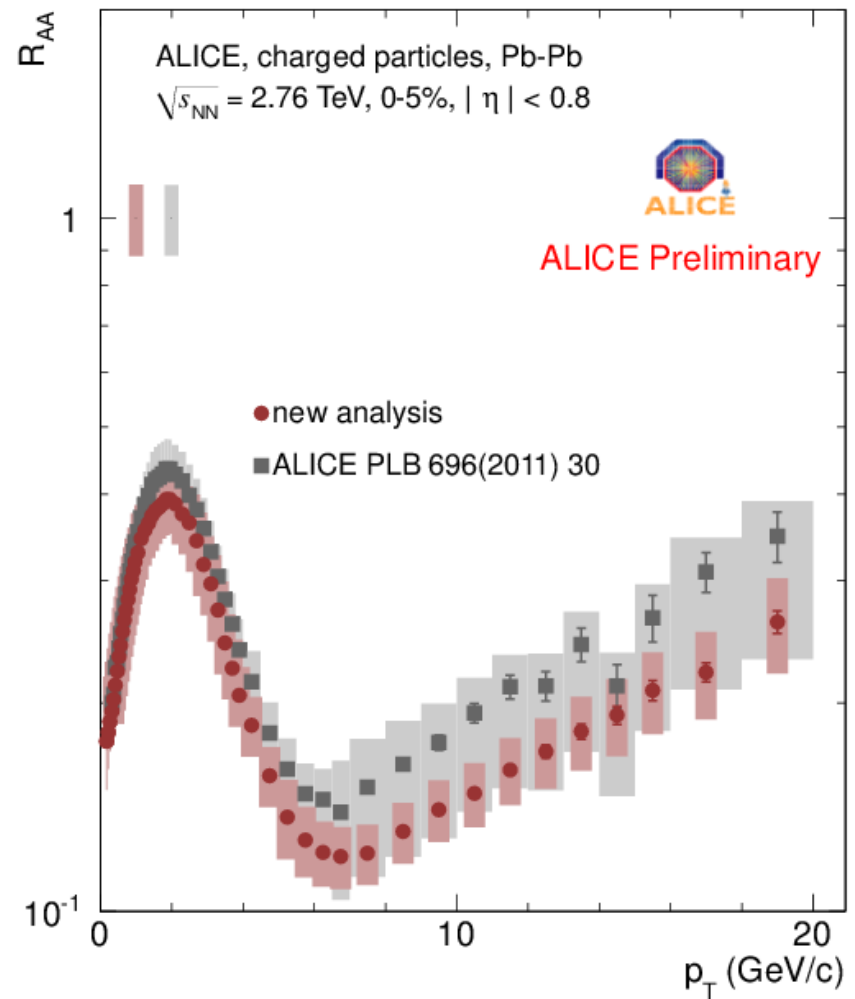 R_AA
ALICE, charged particles, Pb-Pb
√s_NN = 2.76 TeV, 0-5%, | η | < 0.8
ALICE
1
ALICE Preliminary
new analysis
ALICE PLB 696(2011) 30
10⁻¹
0
10
20
p_T (GeV/c)